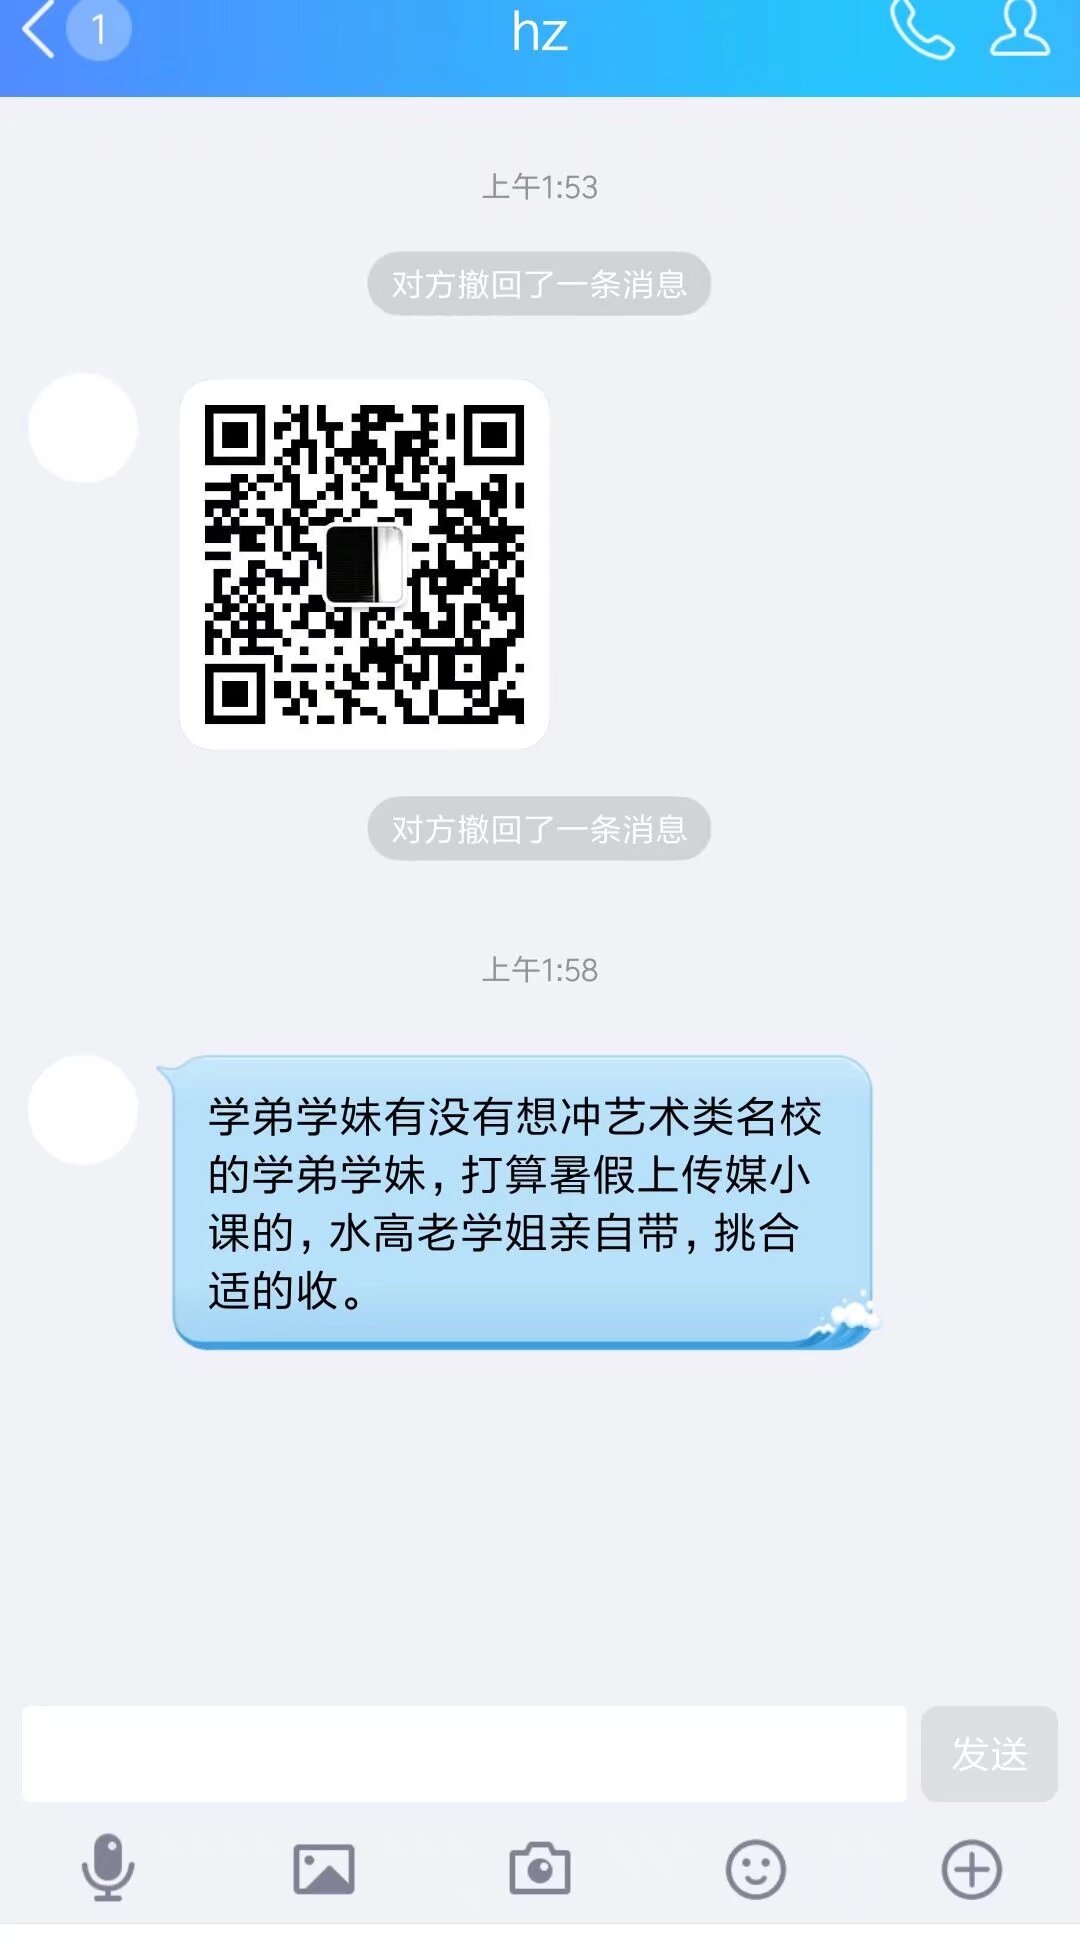 1
hz
上午1:53
对方撤回了一条消息
对方撤回了一条消息
上午1:58
学弟学妹有没有想冲艺术类名校
的学弟学妹，打算暑假上传媒小
课的，水高老学姐亲自带，挑合
适的收。
发送